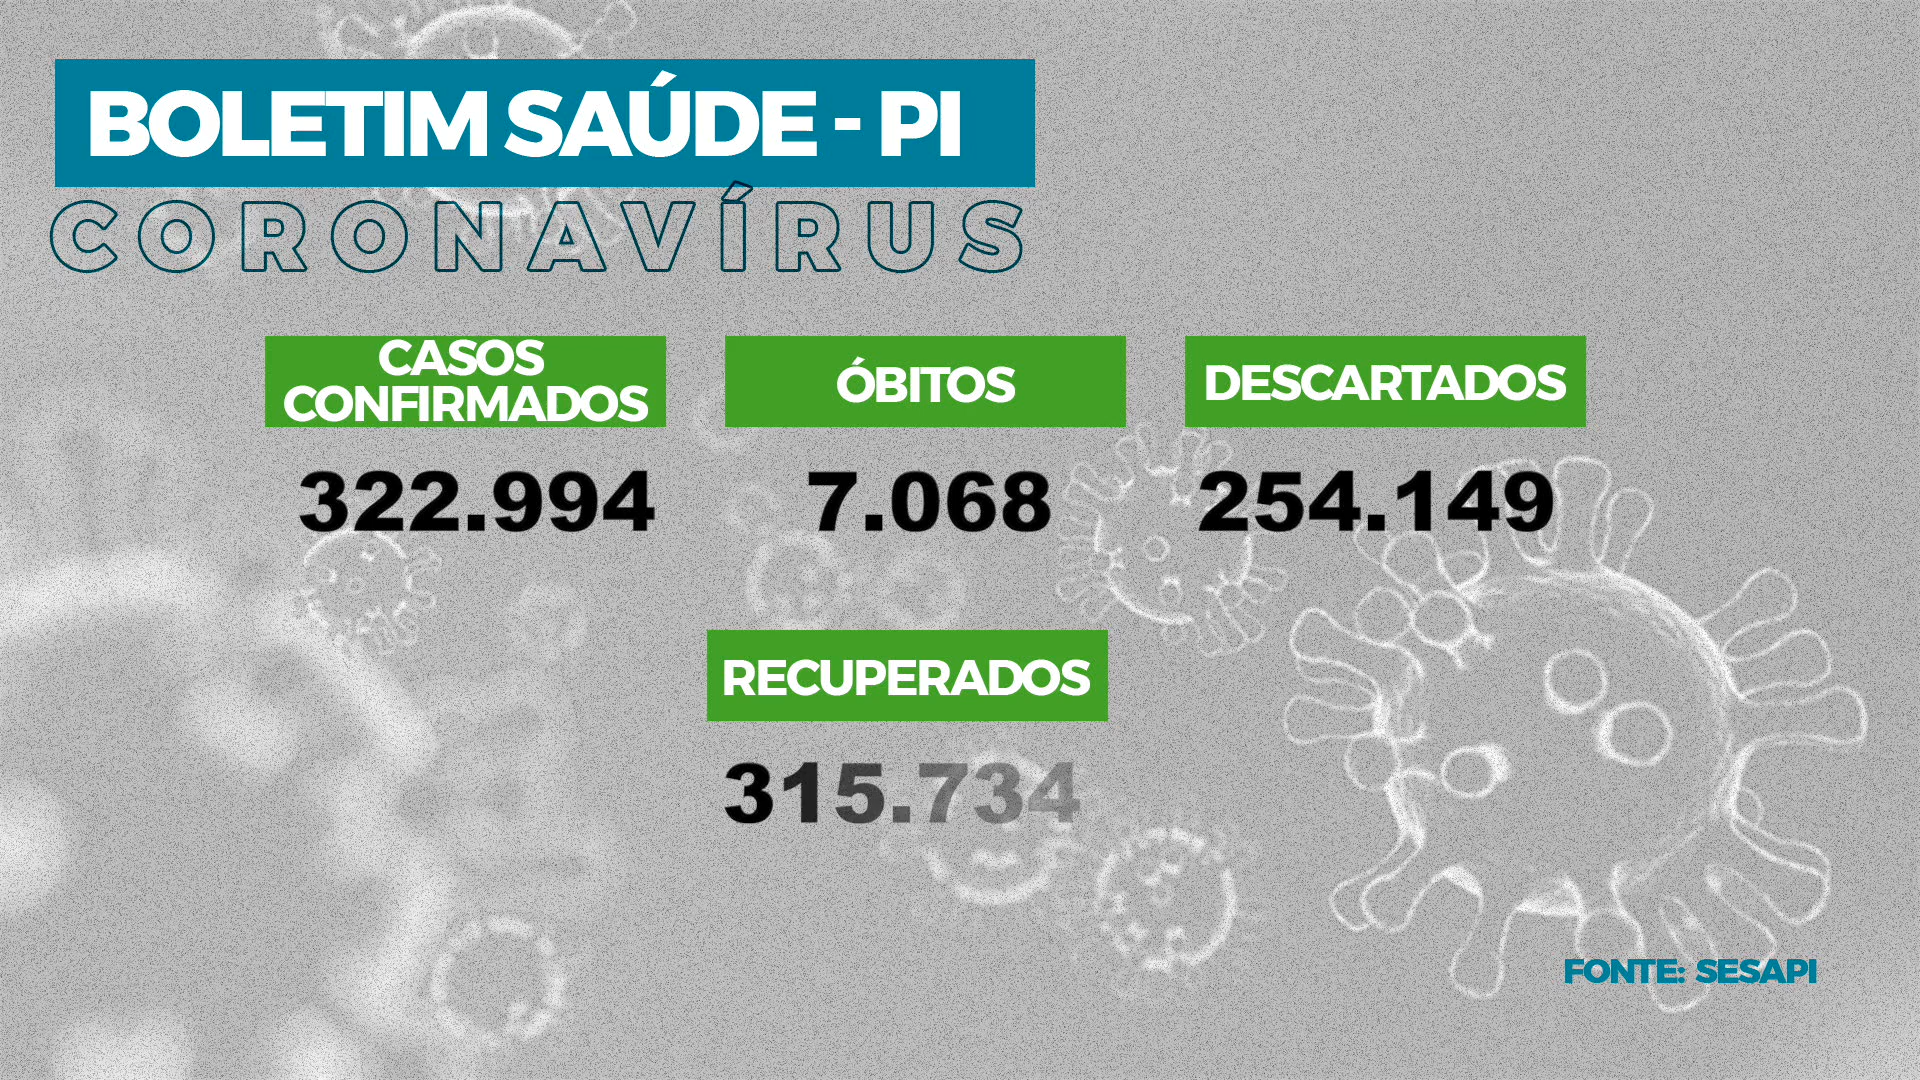 BOLETIM SAÚDE - PI
CORONAVÍRUS
CASOS
CONFIRMADOS
322.994
ÓBITOS
7.068
DESCARTADOS
254.149
RECUPERADOS
315.734
FONTE: SESAPI